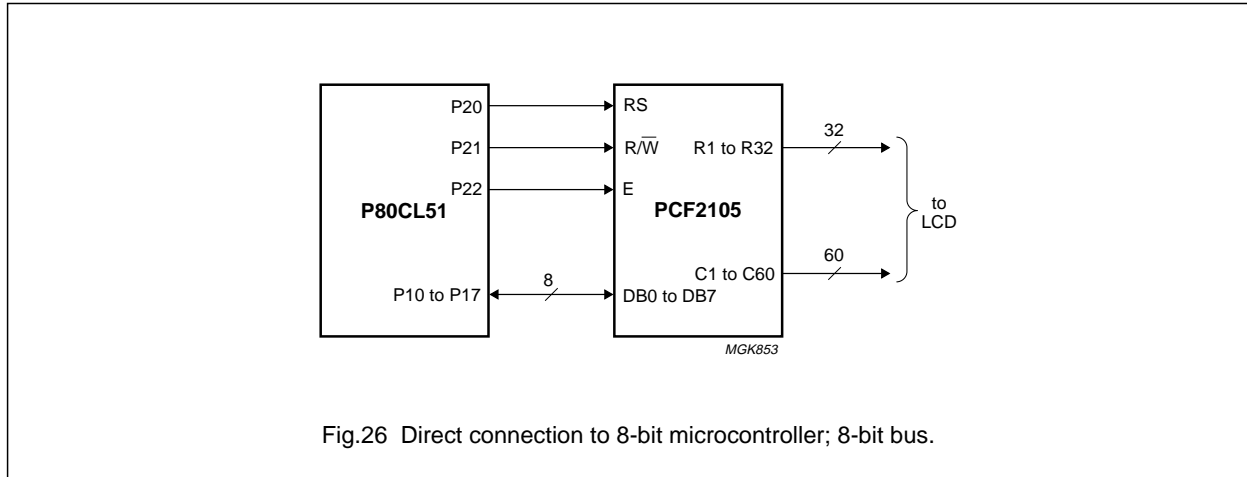 P20
RS
P21
R/W̅
R1 to R32
32
P22
E
P80CL51
PCF2105
to
LCD
C1 to C60
60
P10 to P17
8
DB0 to DB7
MGK853
Fig.26 Direct connection to 8-bit microcontroller; 8-bit bus.